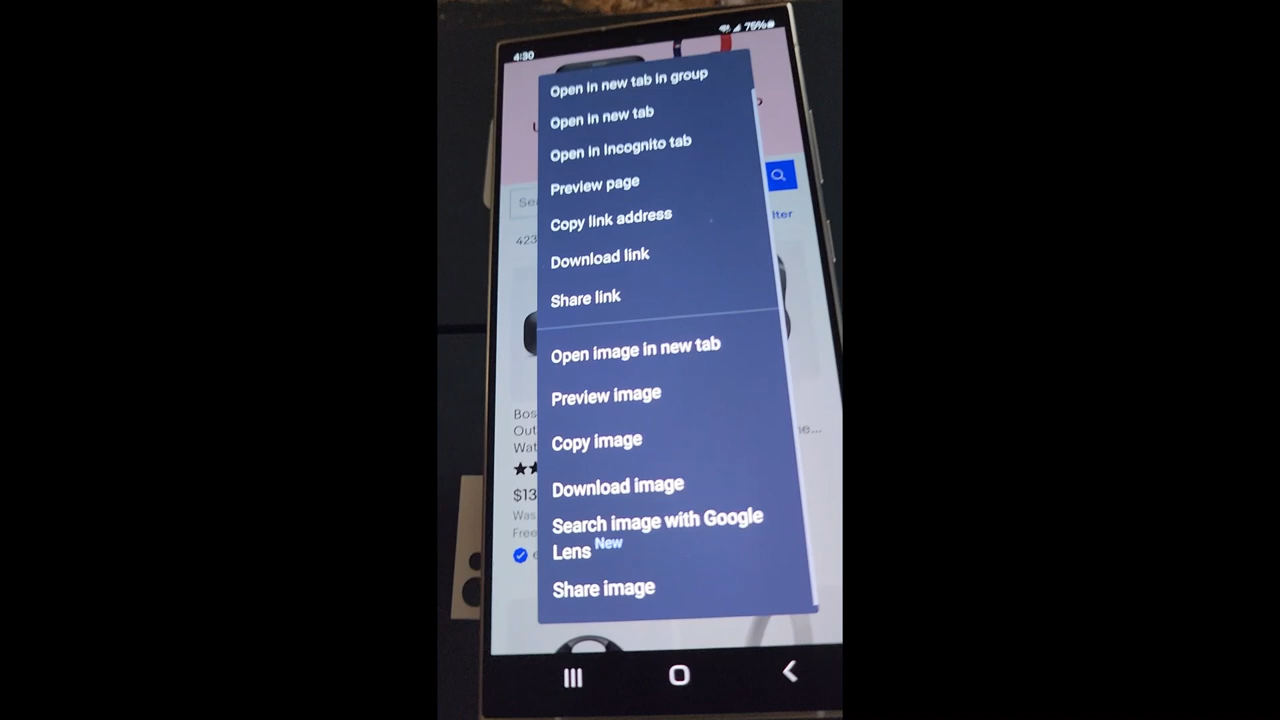 4:30
75%
Open in new tab in group
Open in new tab
Open in Incognito tab
Preview page
Copy link address
lter
Download link
Share link
Open image in new tab
Preview image
Copy image
Download image
Search image with Google
Lens New
Share image
423
Bos
Out
Wat
$13
Was
Free